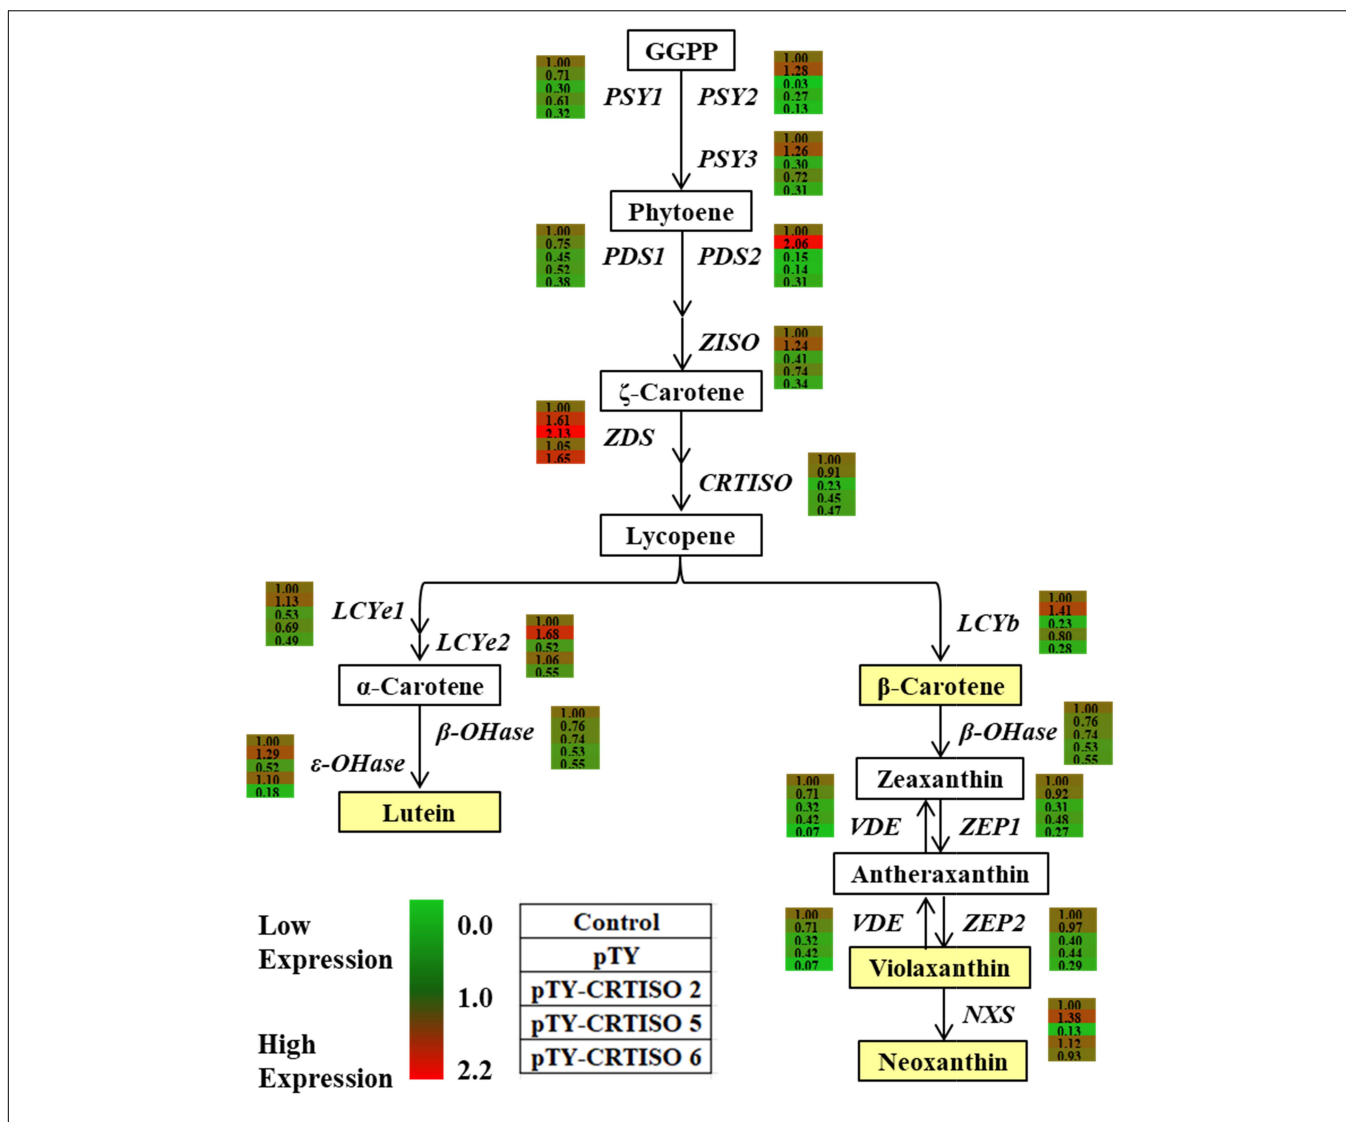 GGPP
1.00
0.71
0.30
0.61
0.32
PSY1
PSY2
1.00
1.28
0.03
0.27
0.13
PSY3
1.00
1.26
0.30
0.72
0.31
Phytoene
1.00
0.75
0.45
0.52
0.38
PDS1
PDS2
1.00
2.06
0.15
0.14
0.31
ZISO
1.00
1.24
0.41
0.74
0.34
ζ-Carotene
1.00
1.61
2.13
1.05
1.65
ZDS
CRTISO
1.00
0.91
0.23
0.45
0.47
Lycopene
1.00
1.13
0.53
0.69
0.49
LCYe1
LCYe2
1.00
1.68
0.52
1.06
0.55
LCYb
1.00
1.41
0.23
0.80
0.28
α-Carotene
β-Carotene
β-OHase
1.00
0.76
0.74
0.53
0.55
β-OHase
1.00
0.76
0.74
0.53
0.55
1.00
1.29
0.52
1.10
0.18
ε-OHase
Lutein
Zeaxanthin
1.00
0.71
0.32
0.42
0.07
VDE
ZEP1
1.00
0.92
0.31
0.48
0.27
Antheraxanthin
1.00
0.71
0.32
0.42
0.07
VDE
ZEP2
1.00
0.97
0.40
0.44
0.29
Violaxanthin
NXS
1.00
1.38
0.13
1.12
0.93
Neoxanthin
Low
Expression
High
Expression
0.0
1.0
2.2
Control
pTY
pTY-CRTISO 2
pTY-CRTISO 5
pTY-CRTISO 6